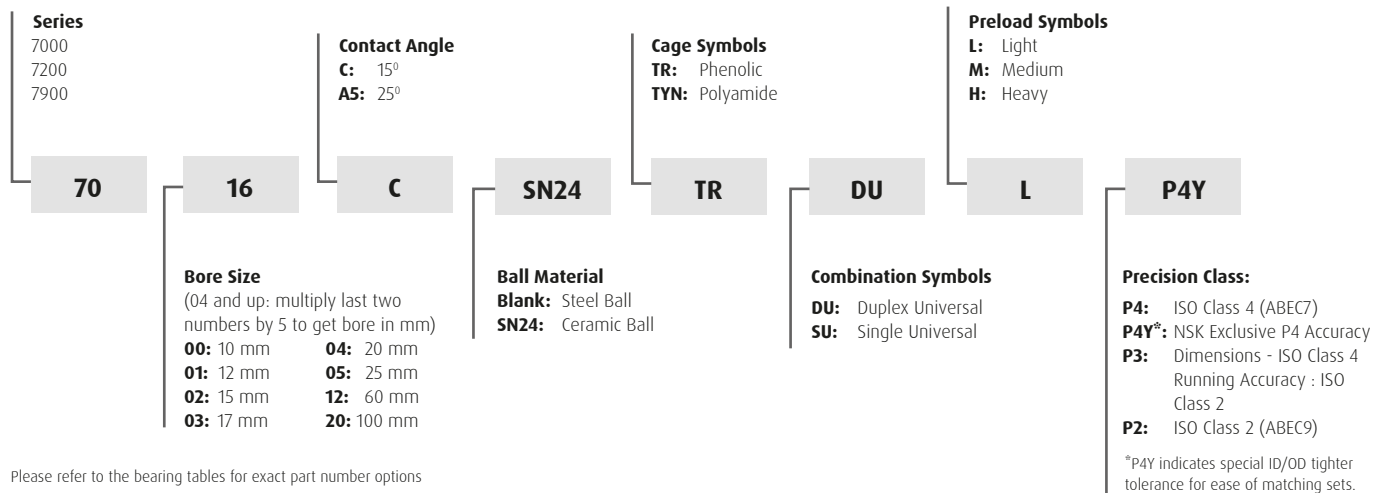 Series
7000
7200
7900
Contact Angle
C: 15⁰
A5: 25⁰
Cage Symbols
TR: Phenolic
TYN: Polyamide
Preload Symbols
L: Light
M: Medium
H: Heavy
70 16 C SN24 TR DU L P4Y
Bore Size
(04 and up: multiply last two
numbers by 5 to get bore in mm)
00: 10 mm 04: 20 mm
01: 12 mm 05: 25 mm
02: 15 mm 12: 60 mm
03: 17 mm 20: 100 mm
Ball Material
Blank: Steel Ball
SN24: Ceramic Ball
Combination Symbols
DU: Duplex Universal
SU: Single Universal
Precision Class:
P4: ISO Class 4 (ABEC7)
P4Y*: NSK Exclusive P4 Accuracy
P3: Dimensions - ISO Class 4
Running Accuracy : ISO
Class 2
P2: ISO Class 2 (ABEC9)
*P4Y indicates special ID/OD tighter
tolerance for ease of matching sets.
Please refer to the bearing tables for exact part number options